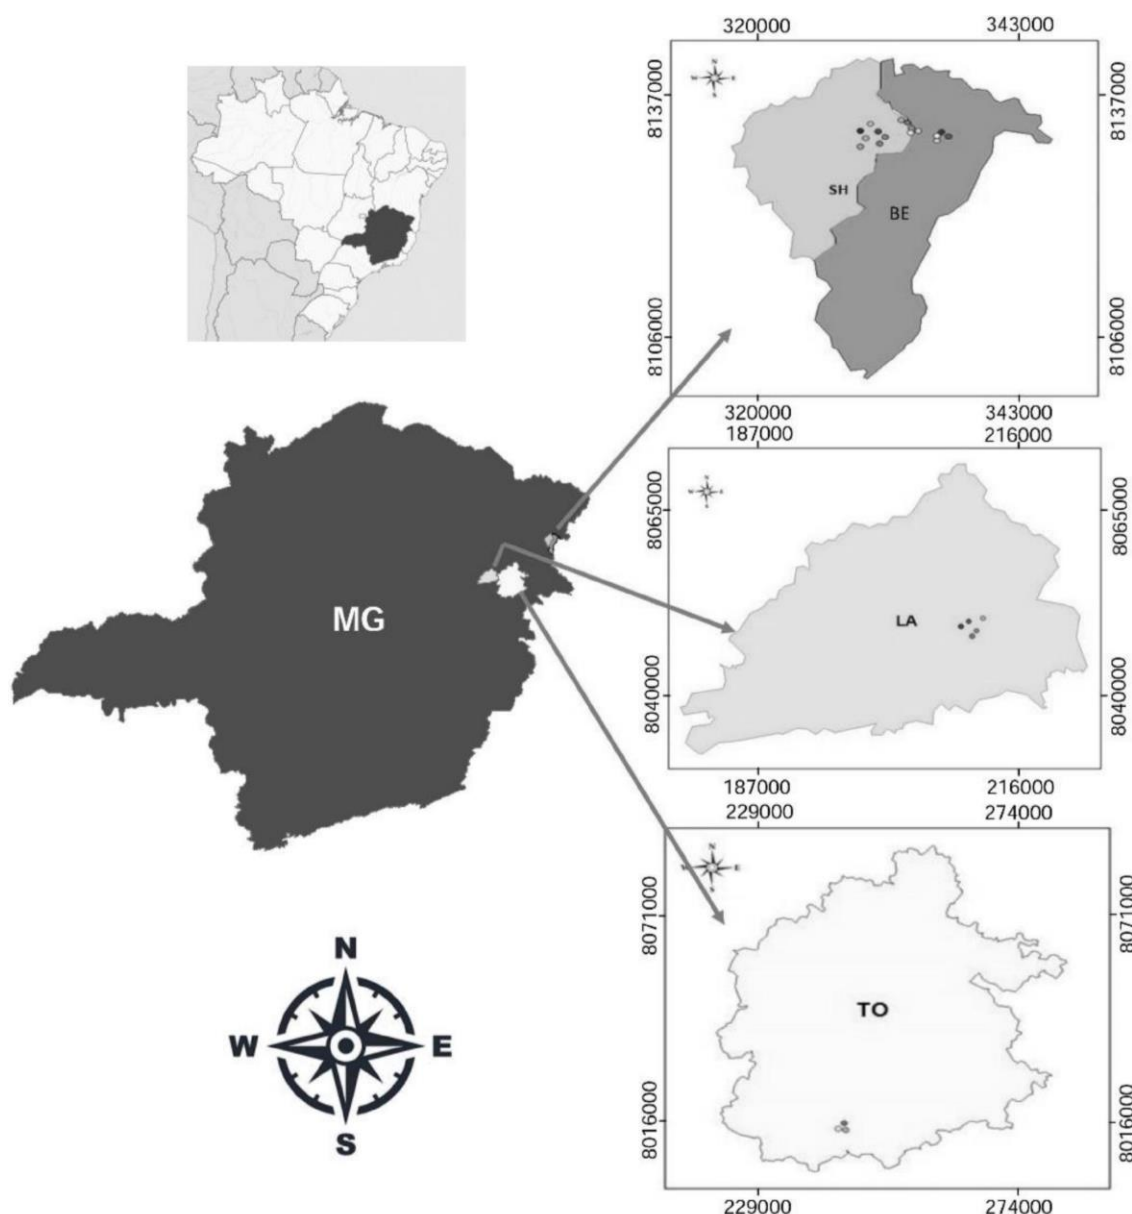 320000 343000
N
W E
S
8137000 8137000
SH
BE
8106000 8106000
320000 343000
187000 216000
N
W E
S
8065000 8065000
MG
LA
8040000 8040000
187000 216000
229000 274000
N
W E
S
8071000 8071000
TO
N
W E
S
8016000 8016000
229000 274000